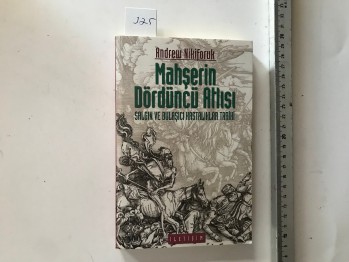 125
Andrew Nikiforuk
Mahşerin
Dördüncü Atlısı
SALGIN VE BULAŞICI HASTALIKLAR TARİHİ
İLETİŞİM